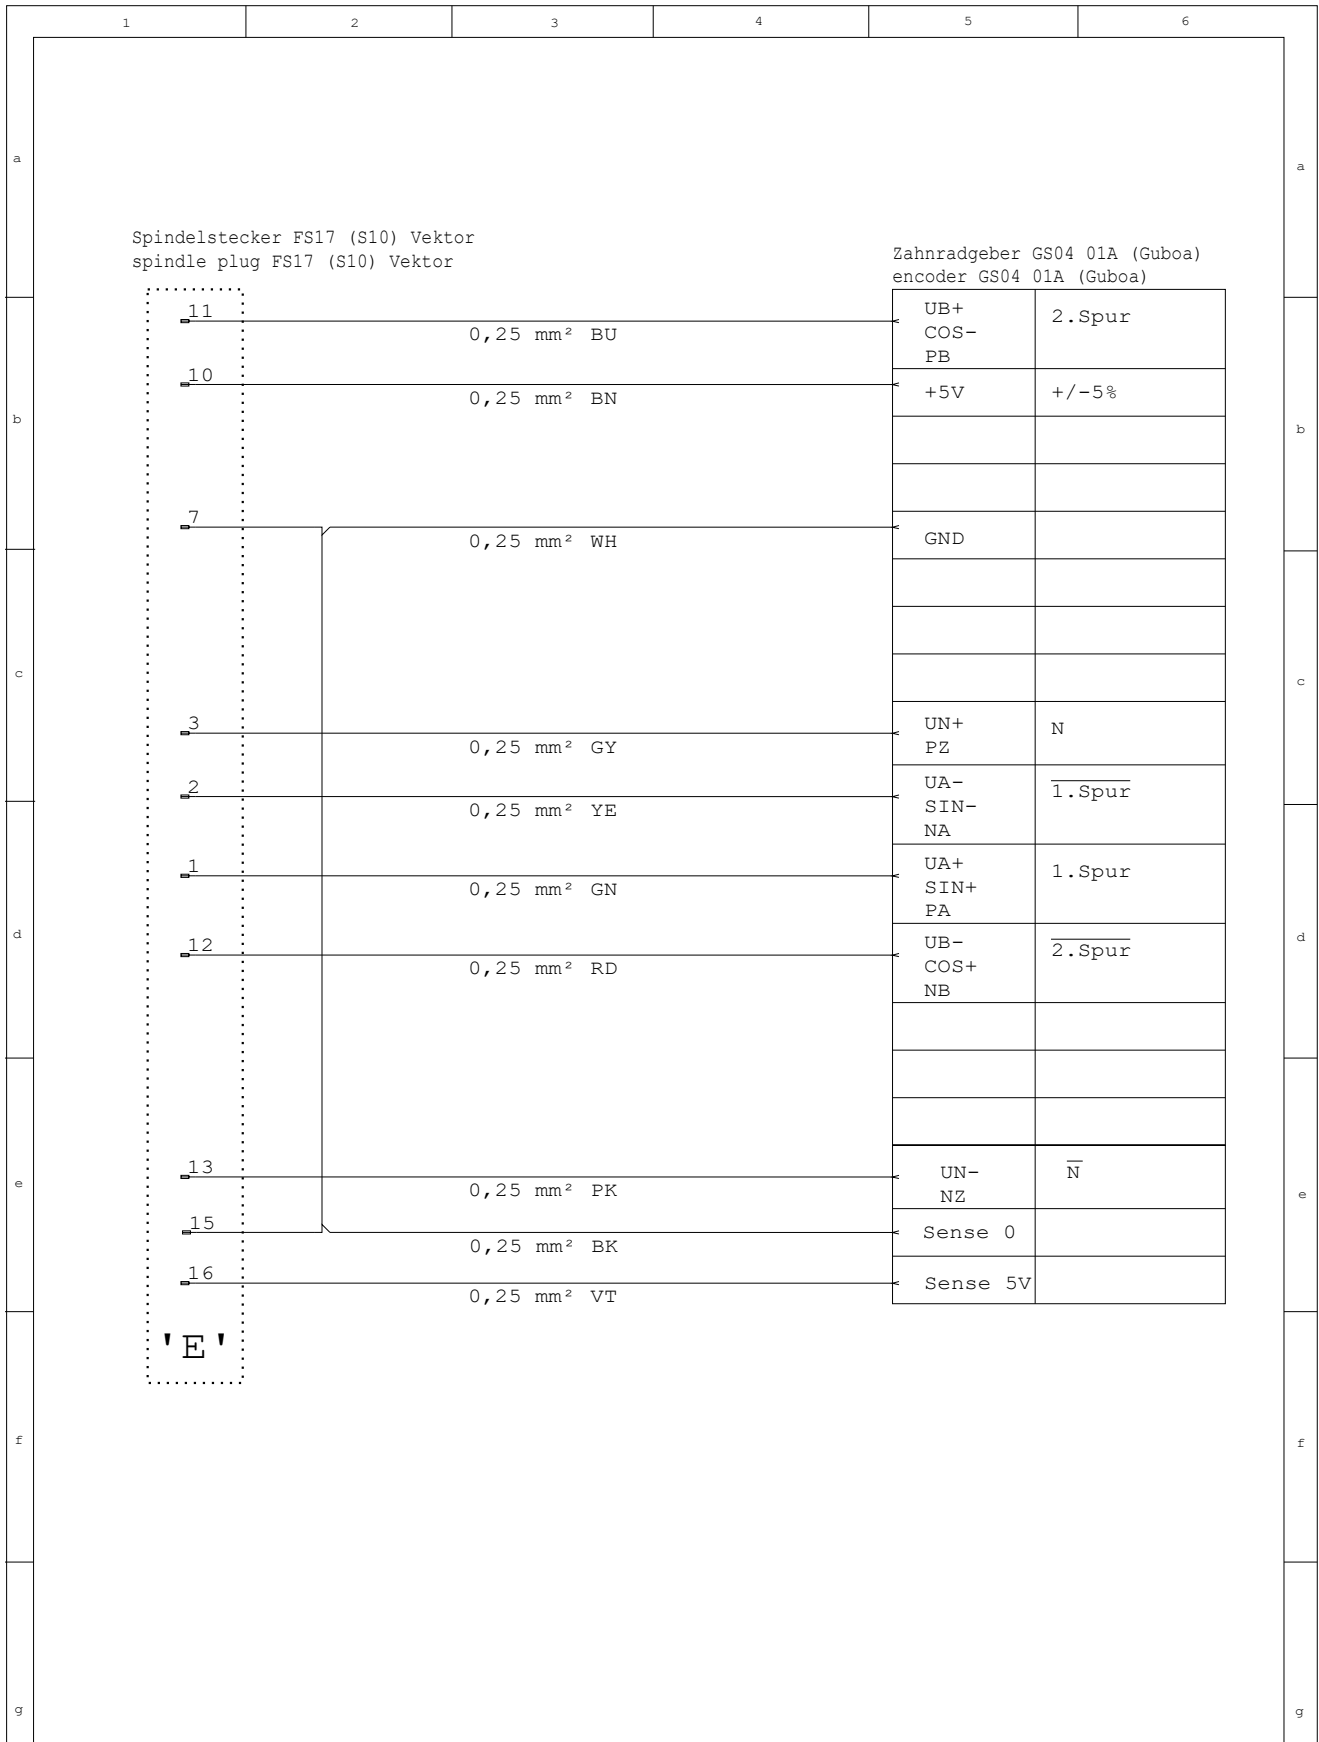 1 2 3 4 5 6
a a
Spindelstecker FS17 (S10) Vektor
spindle plug FS17 (S10) Vektor
Zahnradgeber GS04 01A (Guboa)
encoder GS04 01A (Guboa)
11 UB+ 2.Spur
0,25 mm² BU COS-
PB
10 +5V +/-5%
0,25 mm² BN
b b
7
0,25 mm² WH GND
c c
3 UN+ N
0,25 mm² GY PZ
2 UA- 1.Spur
0,25 mm² YE SIN-
NA
1 UA+ 1.Spur
0,25 mm² GN SIN+
PA
d d
12 UB- 2.Spur
0,25 mm² RD COS+
NB
13 UN- N
e e
0,25 mm² PK NZ
15 Sense 0
0,25 mm² BK
16 Sense 5V
0,25 mm² VT
'E'
f f
g g